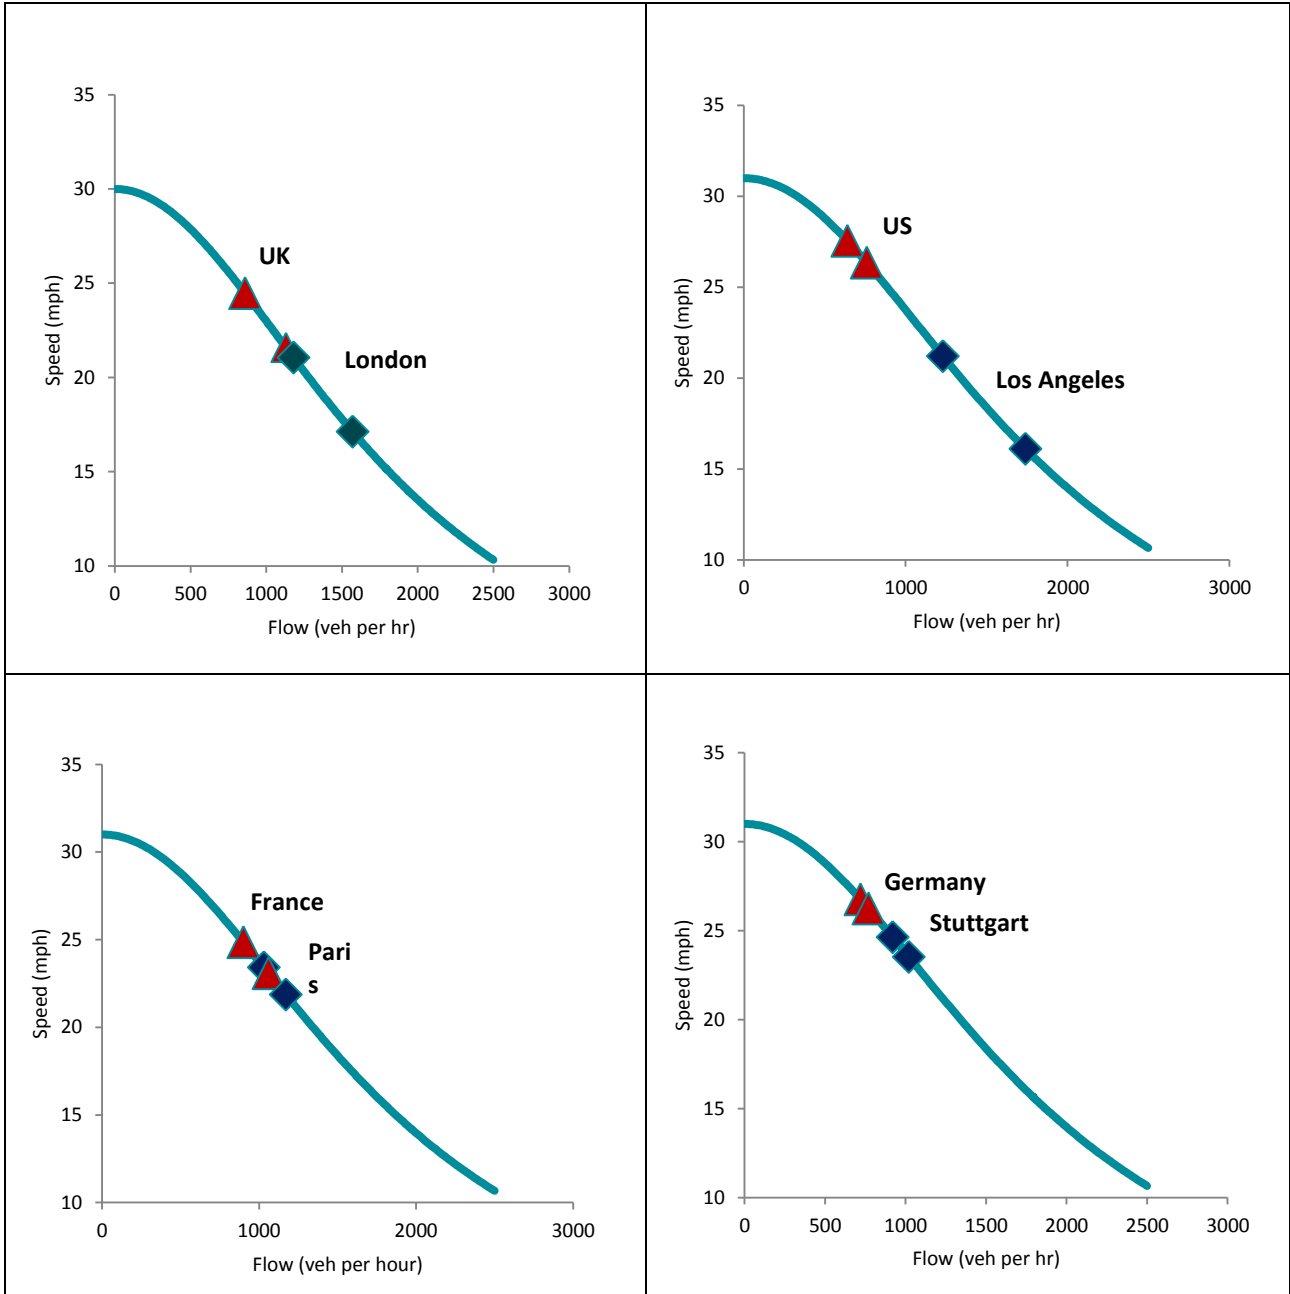 35
30
25
20
15
10
0 500 1000 1500 2000 2500 3000
Speed (mph)
Flow (veh per hr)
UK
London
35
30
25
20
15
10
0 1000 2000 3000
Speed (mph)
Flow (veh per hr)
US
Los Angeles
35
30
25
20
15
10
0 1000 2000 3000
Speed (mph)
Flow (veh per hour)
France
Pari
s
35
30
25
20
15
10
0 500 1000 1500 2000 2500 3000
Speed (mph)
Flow (veh per hr)
Germany
Stuttgart